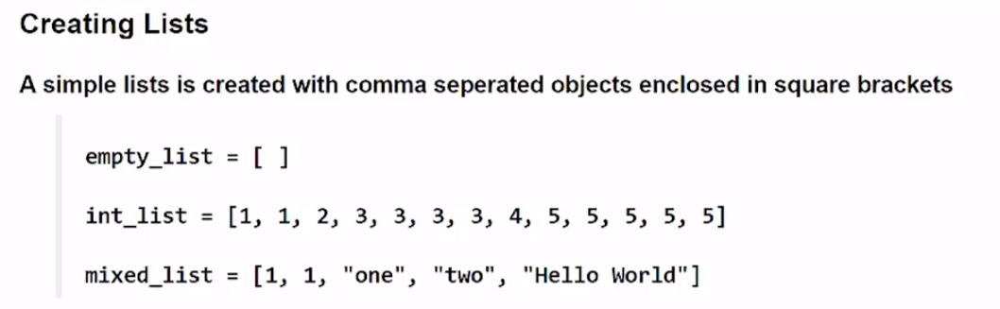 Creating Lists
A simple lists is created with comma seperated objects enclosed in square brackets
empty_list = [ ]
int_list = [1, 1, 2, 3, 3, 3, 3, 4, 5, 5, 5, 5, 5]
mixed_list = [1, 1, "one", "two", "Hello World"]